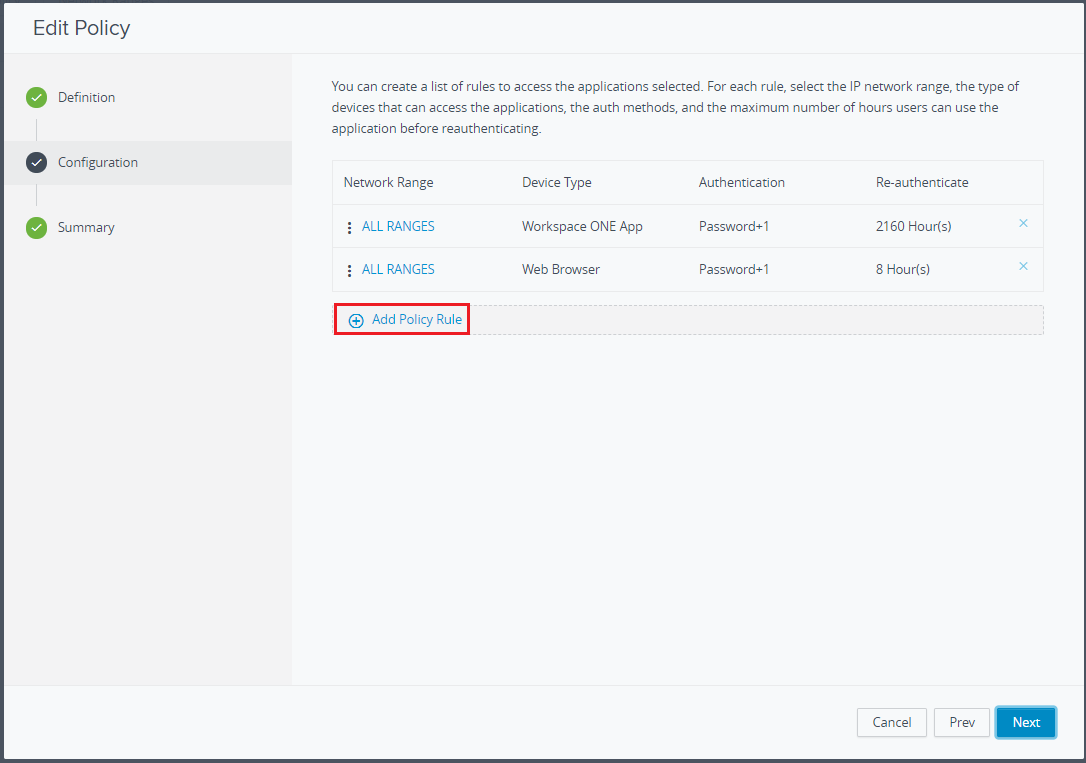 Edit Policy
Definition
Configuration
Summary
You can create a list of rules to access the applications selected. For each rule, select the IP network range, the type of
devices that can access the applications, the auth methods, and the maximum number of hours users can use the
application before reauthenticating.
Network Range Device Type Authentication Re-authenticate
ALL RANGES Workspace ONE App Password+1 2160 Hour(s)
ALL RANGES Web Browser Password+1 8 Hour(s)
Add Policy Rule
Cancel Prev Next